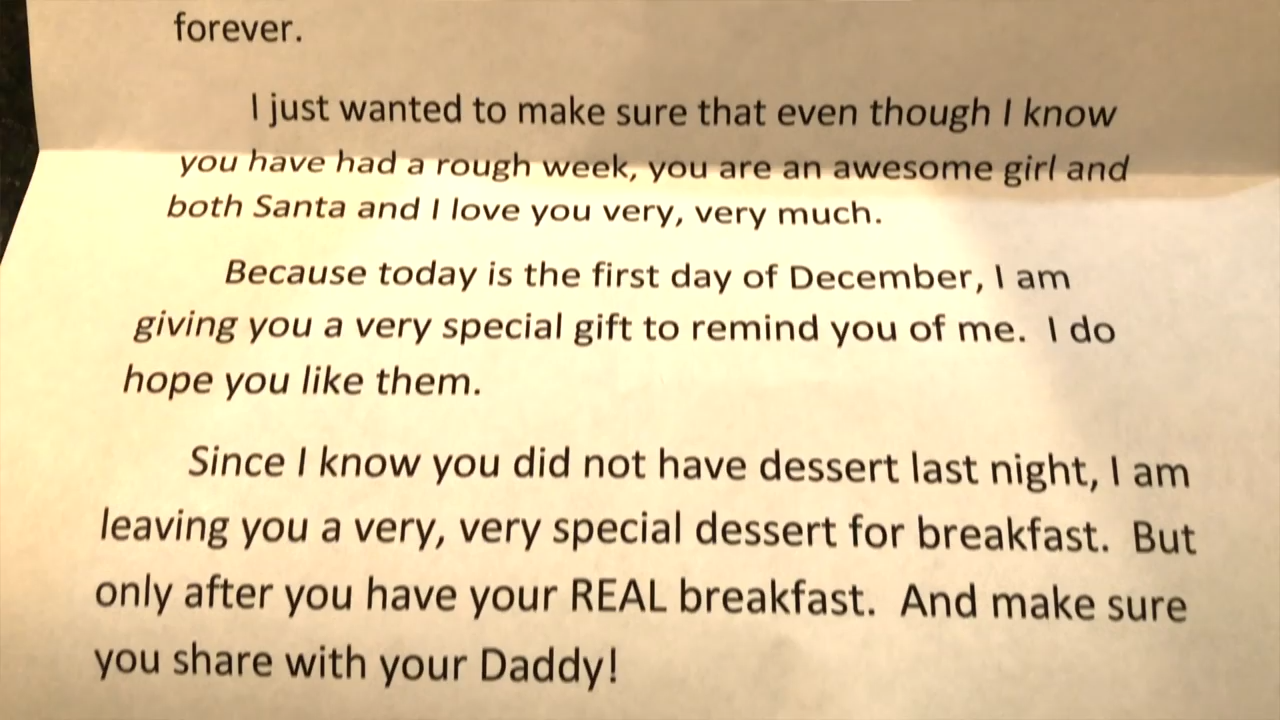 forever.
I just wanted to make sure that even though I know
you have had a rough week, you are an awesome girl and
both Santa and I love you very, very much.
Because today is the first day of December, I am
giving you a very special gift to remind you of me.  I do
hope you like them.
Since I know you did not have dessert last night, I am
leaving you a very, very special dessert for breakfast.  But
only after you have your REAL breakfast.  And make sure
you share with your Daddy!